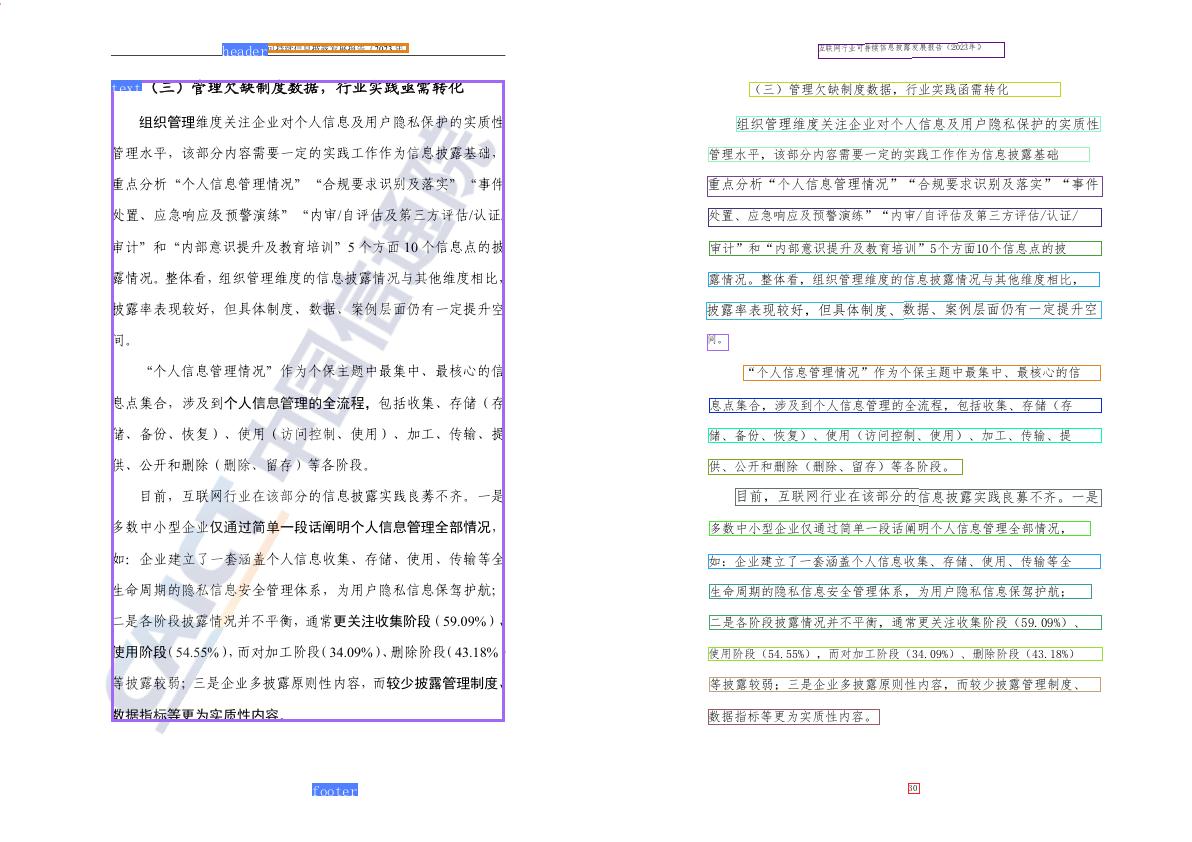 header
text
（三）管理欠缺制度数据，行业实践亟需转化
组织管理维度关注企业对个人信息及用户隐私保护的实质性
管理水平，该部分内容需要一定的实践工作作为信息披露基础，
重点分析“个人信息管理情况”“合规要求识别及落实”“事件
处置、应急响应及预警演练”“内审/自评估及第三方评估/认证/
审计”和“内部意识提升及教育培训”5 个方面 10 个信息点的披
露情况。整体看，组织管理维度的信息披露情况与其他维度相比，
披露率表现较好，但具体制度、数据、案例层面仍有一定提升空
间。
“个人信息管理情况”作为个保主题中最集中、最核心的信
息点集合，涉及到个人信息管理的全流程，包括收集、存储（存
储、备份、恢复）、使用（访问控制、使用）、加工、传输、提
供、公开和删除（删除、留存）等各阶段。
目前，互联网行业在该部分的信息披露实践良莠不齐。一是
多数中小型企业仅通过简单一段话阐明个人信息管理全部情况，
如：企业建立了一套涵盖个人信息收集、存储、使用、传输等全
生命周期的隐私信息安全管理体系，为用户隐私信息保驾护航；
二是各阶段披露情况并不平衡，通常更关注收集阶段（59.09%）、
使用阶段（54.55%），而对加工阶段（34.09%）、删除阶段（43.18%
等披露较弱；三是企业多披露原则性内容，而较少披露管理制度、
数据指标等更为实质性内容。
footer
CAICT 中国信通院
互联网行业可持续信息披露发展报告（2023年）
（三）管理欠缺制度数据，行业实践函需转化
组织管理维度关注企业对个人信息及用户隐私保护的实质性
管理水平，该部分内容需要一定的实践工作作为信息披露基础
重点分析“个人信息管理情况”“合规要求识别及落实”“事件
处置、应急响应及预警演练”“内审/自评估及第三方评估/认证/
审计”和“内部意识提升及教育培训”5个方面10个信息点的披
露情况。整体看，组织管理维度的信息披露情况与其他维度相比，
披露率表现较好，但具体制度、数据、案例层面仍有一定提升空
间。
“个人信息管理情况”作为个保主题中最集中、最核心的信
息点集合，涉及到个人信息管理的全流程，包括收集、存储（存
储、备份、恢复）、使用（访问控制、使用）、加工、传输、提
供、公开和删除（删除、留存）等各阶段。
目前，互联网行业在该部分的信息披露实践良募不齐。一是
多数中小型企业仅通过简单一段话阐明个人信息管理全部情况，
如：企业建立了一套涵盖个人信息收集、存储、使用、传输等全
生命周期的隐私信息安全管理体系，为用户隐私信息保驾护航；
二是各阶段披露情况并不平衡，通常更关注收集阶段（59.09%）、
使用阶段（54.55%），而对加工阶段（34.09%）、删除阶段（43.18%）
等披露较弱；三是企业多披露原则性内容，而较少披露管理制度、
数据指标等更为实质性内容。
30